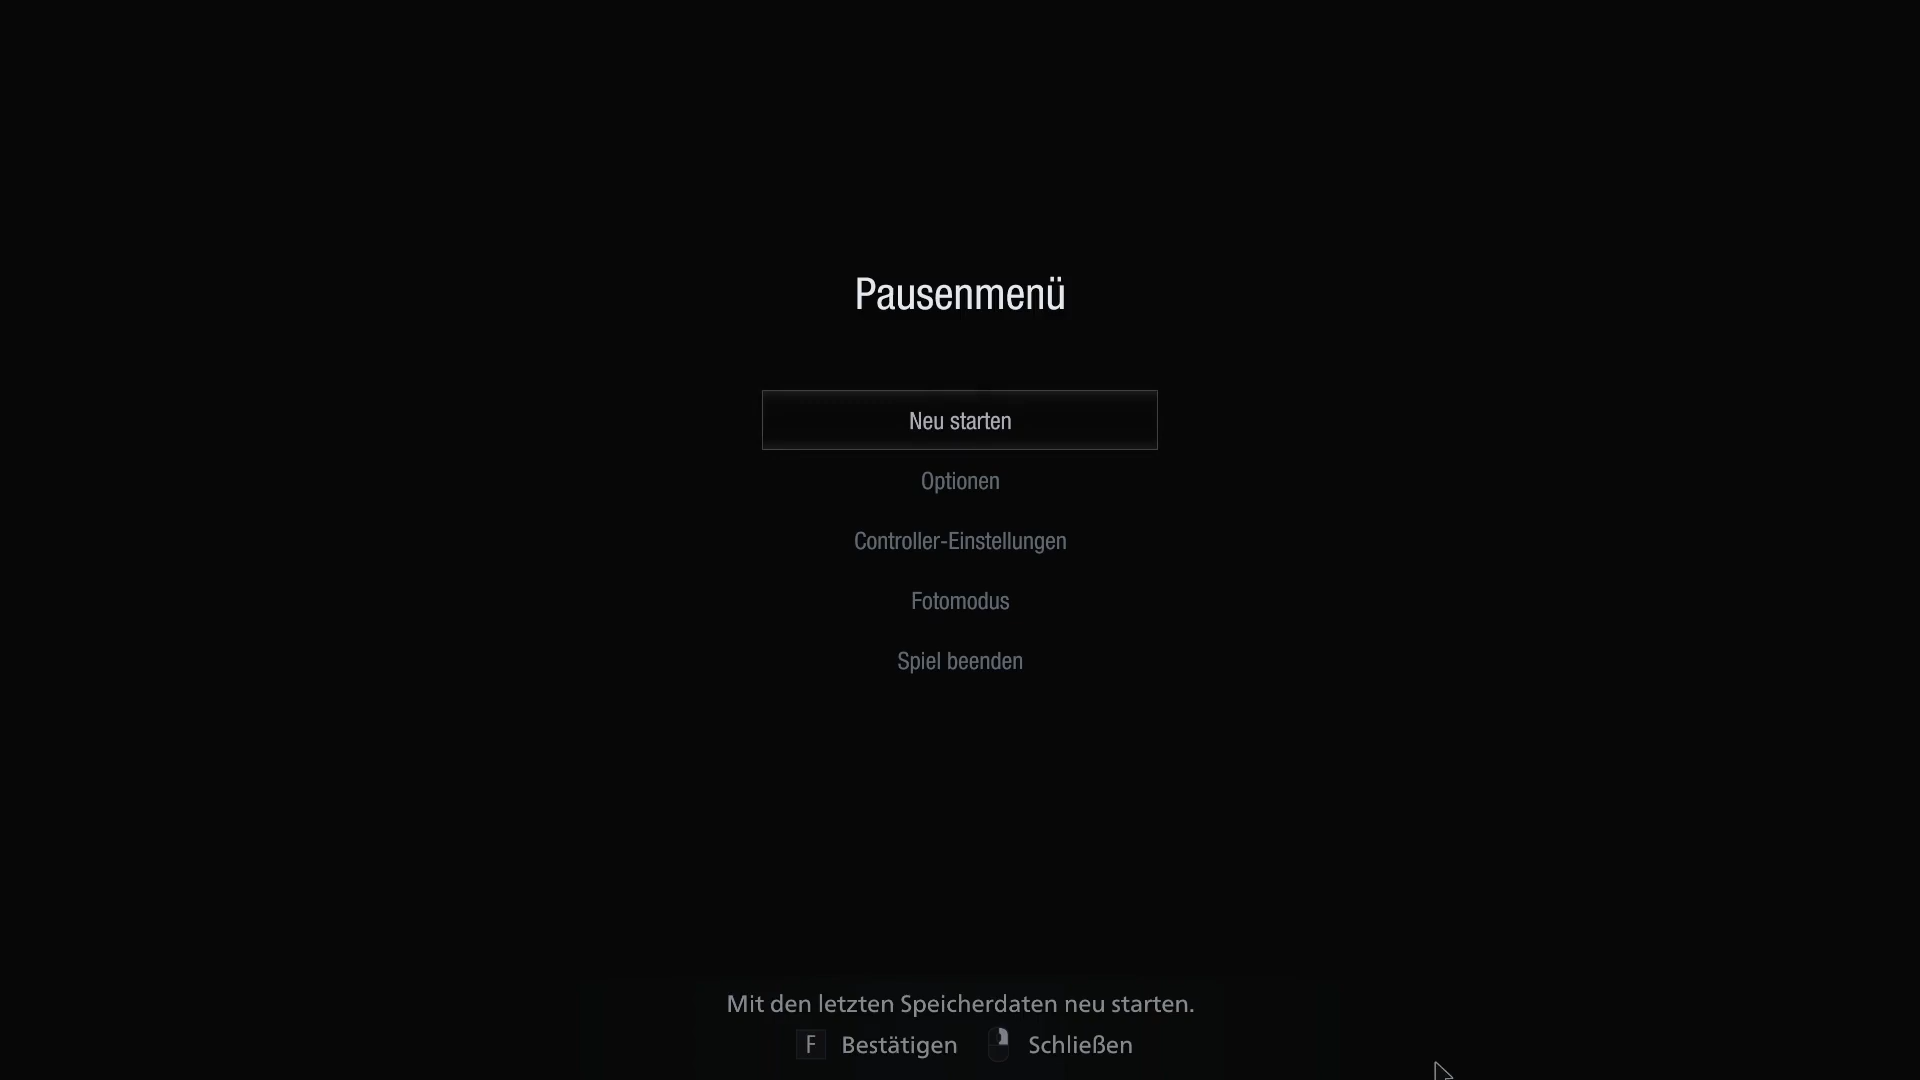 Pausenmenü
Neu starten
Optionen
Controller-Einstellungen
Fotomodus
Spiel beenden
Mit den letzten Speicherdaten neu starten.
F Bestätigen Schließen